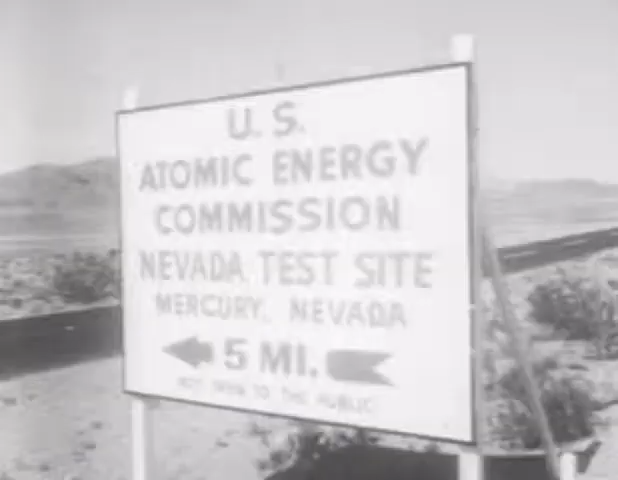 U. S.
ATOMIC ENERGY
COMMISSION
NEVADA TEST SITE
MERCURY, NEVADA
5 MI.
NOT OPEN TO THE PUBLIC